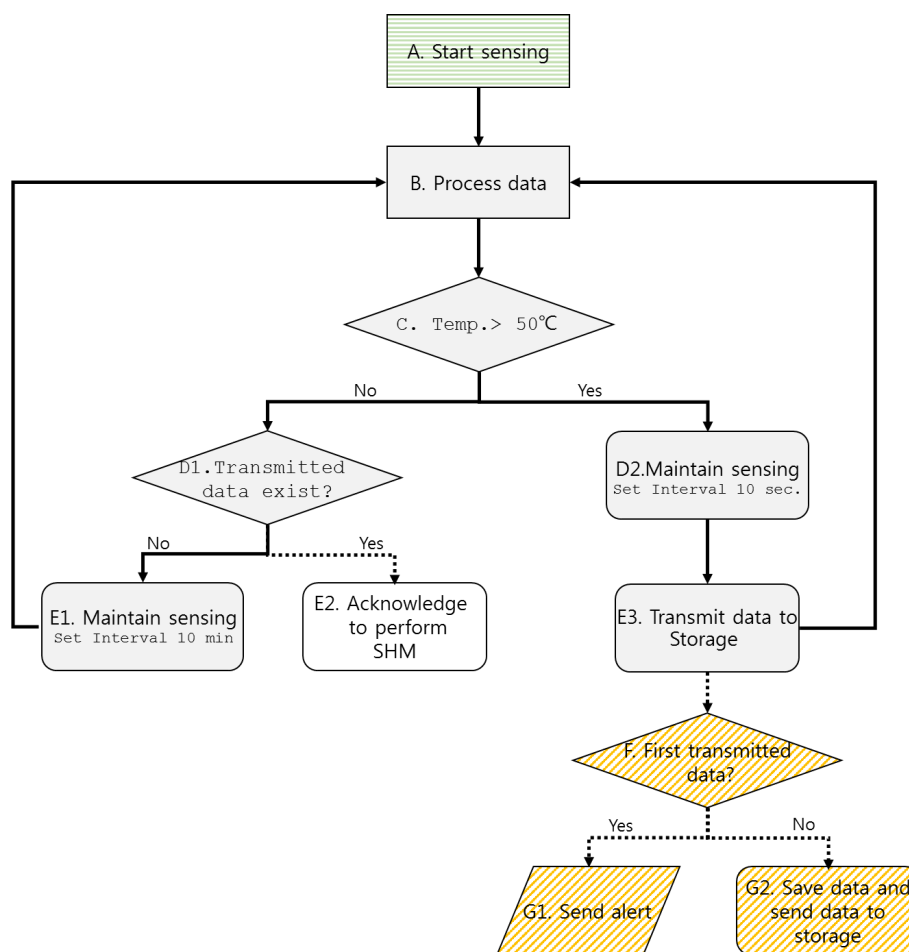 A. Start sensing
B. Process data
C. Temp.> 50℃
No
Yes
D1.Transmitted
data exist?
D2.Maintain sensing
Set Interval 10 sec.
No
Yes
E1. Maintain sensing
Set Interval 10 min
E2. Acknowledge
to perform
SHM
E3. Transmit data to
Storage
F. First transmitted
data?
Yes
No
G1. Send alert
G2. Save data and
send data to
storage